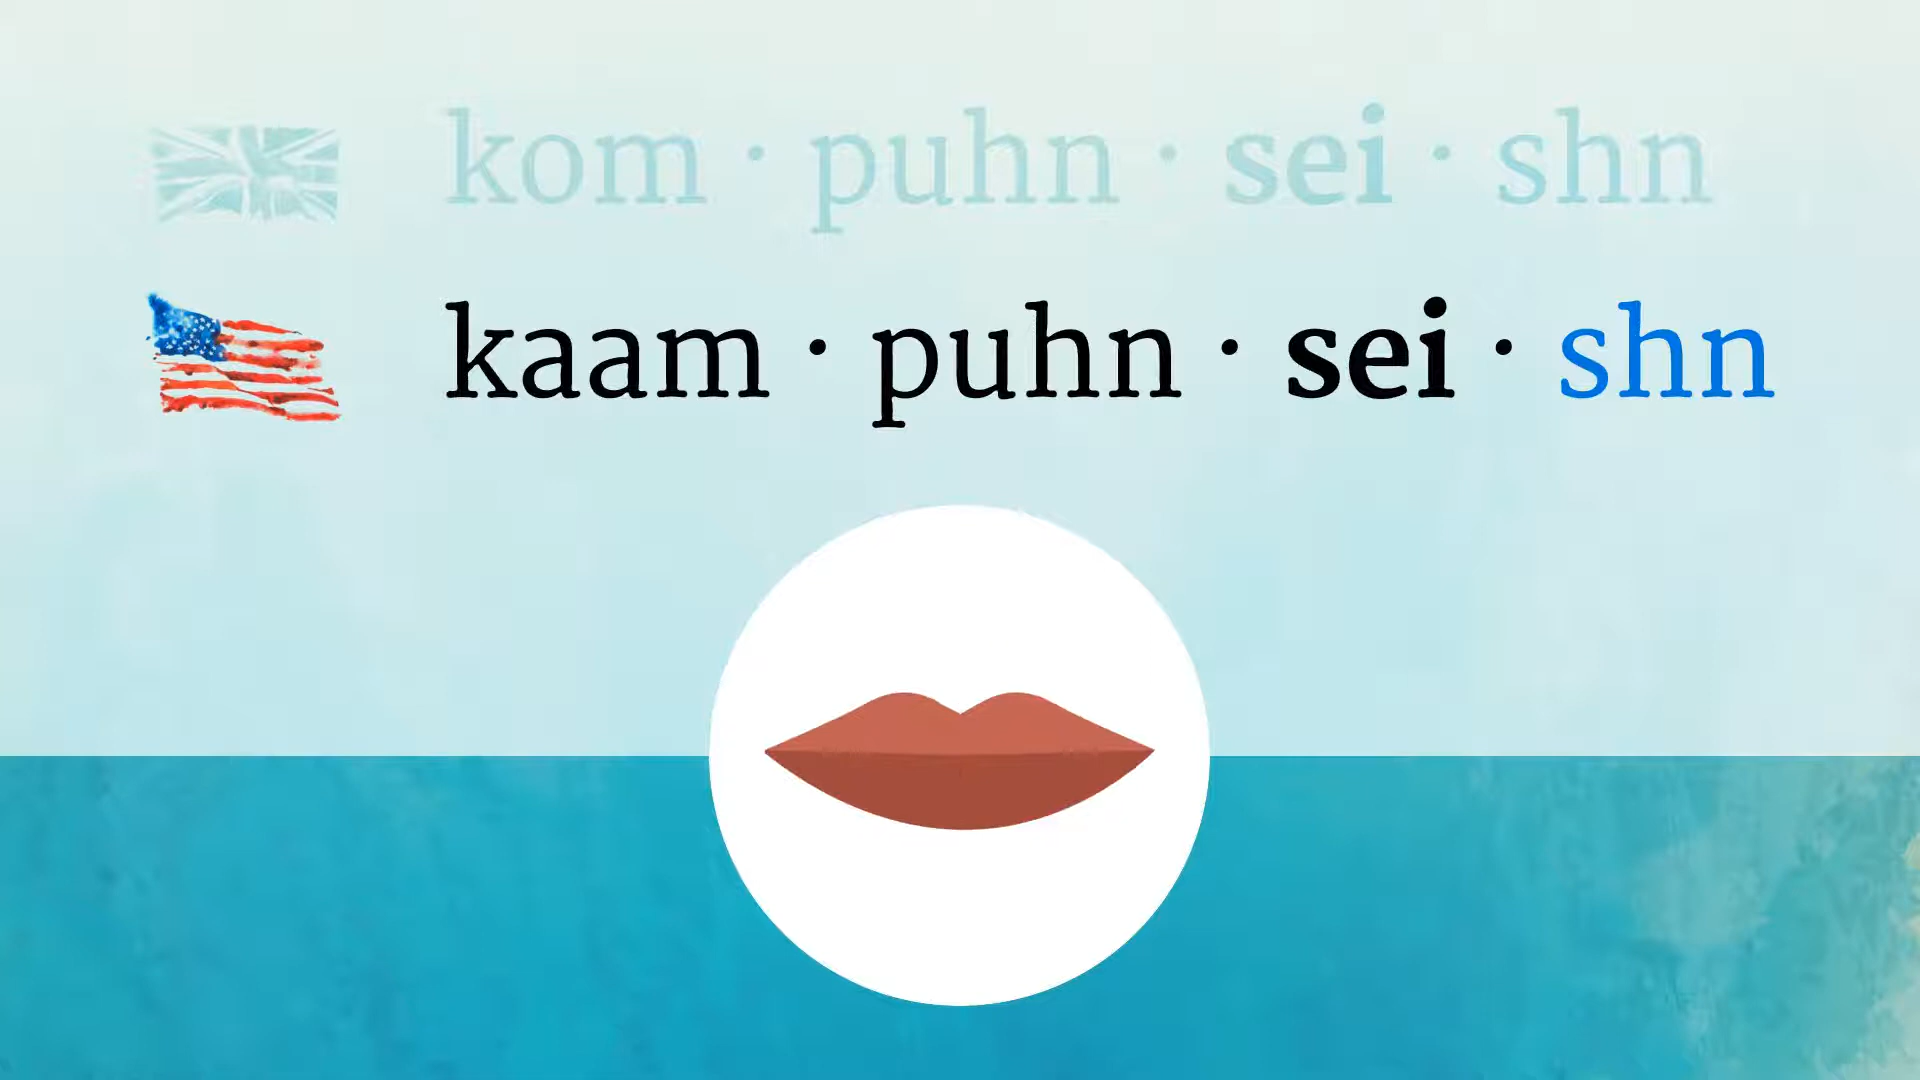 kom · puhn · sei · shn
kaam · puhn · sei · shn